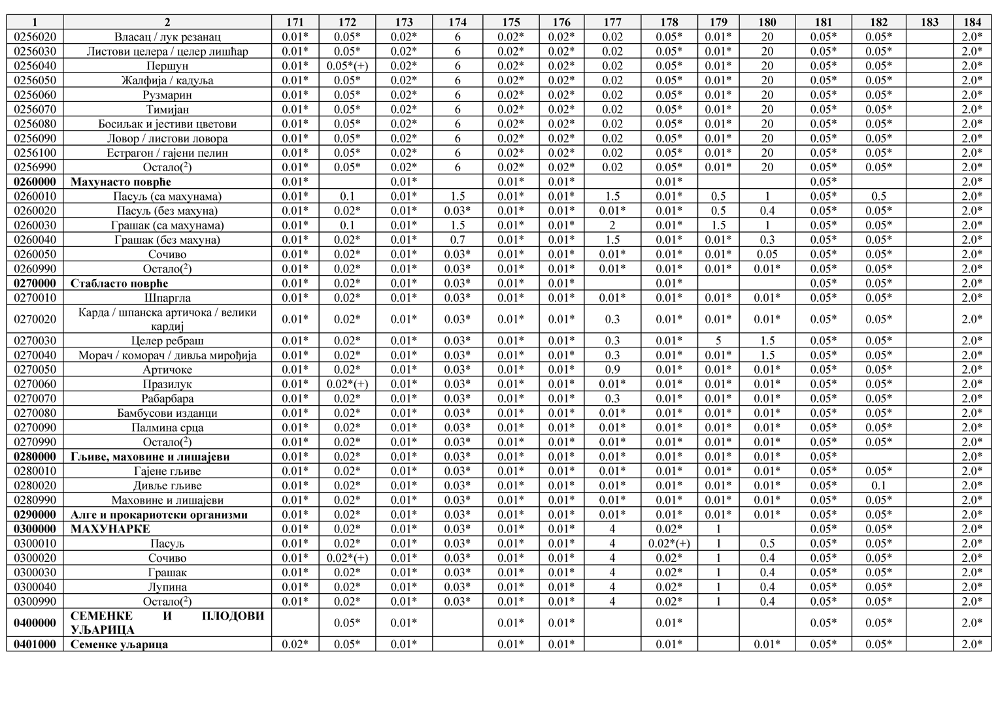 1 2 171 172 173 174 175 176 177 178 179 180 181 182 183 184
0256020 Власац / лук резанац 0.01* 0.05* 0.02* 6 0.02* 0.02* 0.02 0.05* 0.01* 20 0.05* 0.05* 2.0*
0256030 Листови целера / целер лишћар 0.01* 0.05* 0.02* 6 0.02* 0.02* 0.02 0.05* 0.01* 20 0.05* 0.05* 2.0*
0256040 Першун 0.01* 0.05*(+) 0.02* 6 0.02* 0.02* 0.02 0.05* 0.01* 20 0.05* 0.05* 2.0*
0256050 Жалфија / кадуља 0.01* 0.05* 0.02* 6 0.02* 0.02* 0.02 0.05* 0.01* 20 0.05* 0.05* 2.0*
0256060 Рузмарин 0.01* 0.05* 0.02* 6 0.02* 0.02* 0.02 0.05* 0.01* 20 0.05* 0.05* 2.0*
0256070 Тимијан 0.01* 0.05* 0.02* 6 0.02* 0.02* 0.02 0.05* 0.01* 20 0.05* 0.05* 2.0*
0256080 Босиљак и јестиви цветови 0.01* 0.05* 0.02* 6 0.02* 0.02* 0.02 0.05* 0.01* 20 0.05* 0.05* 2.0*
0256090 Ловор / листови ловора 0.01* 0.05* 0.02* 6 0.02* 0.02* 0.02 0.05* 0.01* 20 0.05* 0.05* 2.0*
0256100 Естрагон / гајени пелин 0.01* 0.05* 0.02* 6 0.02* 0.02* 0.02 0.05* 0.01* 20 0.05* 0.05* 2.0*
0256990 Остало(²) 0.01* 0.05* 0.02* 6 0.02* 0.02* 0.02 0.05* 0.01* 20 0.05* 0.05* 2.0*
0260000 Махунасто поврће 0.01* 0.01* 0.01* 0.01* 0.01* 0.05* 2.0*
0260010 Пасуљ (са махунама) 0.01* 0.1 0.01* 1.5 0.01* 0.01* 1.5 0.01* 0.5 1 0.05* 0.5 2.0*
0260020 Пасуљ (без махуна) 0.01* 0.02* 0.01* 0.03* 0.01* 0.01* 0.01* 0.01* 0.5 0.4 0.05* 0.05* 2.0*
0260030 Грашак (са махунама) 0.01* 0.1 0.01* 1.5 0.01* 0.01* 2 0.01* 1.5 1 0.05* 0.05* 2.0*
0260040 Грашак (без махуна) 0.01* 0.02* 0.01* 0.7 0.01* 0.01* 1.5 0.01* 0.01* 0.3 0.05* 0.05* 2.0*
0260050 Сочиво 0.01* 0.02* 0.01* 0.03* 0.01* 0.01* 0.01* 0.01* 0.01* 0.05 0.05* 0.05* 2.0*
0260990 Остало(²) 0.01* 0.02* 0.01* 0.03* 0.01* 0.01* 0.01* 0.01* 0.01* 0.01* 0.05* 0.05* 2.0*
0270000 Стабласто поврће 0.01* 0.02* 0.01* 0.03* 0.01* 0.01* 0.01* 0.05* 0.05* 2.0*
0270010 Шпаргла 0.01* 0.02* 0.01* 0.03* 0.01* 0.01* 0.01* 0.01* 0.01* 0.01* 0.05* 0.05* 2.0*
Карда / шпанска артичока / велики
0270020 кардиј 0.01* 0.02* 0.01* 0.03* 0.01* 0.01* 0.3 0.01* 0.01* 0.01* 0.05* 0.05* 2.0*
0270030 Целер ребраш 0.01* 0.02* 0.01* 0.03* 0.01* 0.01* 0.3 0.01* 5 1.5 0.05* 0.05* 2.0*
0270040 Морач / коморач / дивља мирођија 0.01* 0.02* 0.01* 0.03* 0.01* 0.01* 0.3 0.01* 0.01* 1.5 0.05* 0.05* 2.0*
0270050 Артичоке 0.01* 0.02* 0.01* 0.03* 0.01* 0.01* 0.9 0.01* 0.01* 0.01* 0.05* 0.05* 2.0*
0270060 Празилук 0.01* 0.02*(+) 0.01* 0.03* 0.01* 0.01* 0.01* 0.01* 0.01* 0.01* 0.05* 0.05* 2.0*
0270070 Рабарбара 0.01* 0.02* 0.01* 0.03* 0.01* 0.01* 0.3 0.01* 0.01* 0.01* 0.05* 0.05* 2.0*
0270080 Бамбусови изданци 0.01* 0.02* 0.01* 0.03* 0.01* 0.01* 0.01* 0.01* 0.01* 0.01* 0.05* 0.05* 2.0*
0270090 Палмина срца 0.01* 0.02* 0.01* 0.03* 0.01* 0.01* 0.01* 0.01* 0.01* 0.01* 0.05* 0.05* 2.0*
0270990 Остало(²) 0.01* 0.02* 0.01* 0.03* 0.01* 0.01* 0.01* 0.01* 0.01* 0.01* 0.05* 0.05* 2.0*
0280000 Гљиве, маховине и лишајеви 0.01* 0.02* 0.01* 0.03* 0.01* 0.01* 0.01* 0.01* 0.01* 0.01* 0.05* 2.0*
0280010 Гајене гљиве 0.01* 0.02* 0.01* 0.03* 0.01* 0.01* 0.01* 0.01* 0.01* 0.01* 0.05* 0.05* 2.0*
0280020 Дивље гљиве 0.01* 0.02* 0.01* 0.03* 0.01* 0.01* 0.01* 0.01* 0.01* 0.01* 0.05* 0.1 2.0*
0280990 Маховине и лишајеви 0.01* 0.02* 0.01* 0.03* 0.01* 0.01* 0.01* 0.01* 0.01* 0.01* 0.05* 0.05* 2.0*
0290000 Алге и прокариотски организми 0.01* 0.02* 0.01* 0.03* 0.01* 0.01* 0.01* 0.01* 0.01* 0.01* 0.05* 0.05* 2.0*
0300000 МАХУНАРКЕ 0.01* 0.02* 0.01* 0.03* 0.01* 0.01* 4 0.02* 1 0.05* 0.05* 2.0*
0300010 Пасуљ 0.01* 0.02* 0.01* 0.03* 0.01* 0.01* 4 0.02*(+) 1 0.5 0.05* 0.05* 2.0*
0300020 Сочиво 0.01* 0.02*(+) 0.01* 0.03* 0.01* 0.01* 4 0.02* 1 0.4 0.05* 0.05* 2.0*
0300030 Грашак 0.01* 0.02* 0.01* 0.03* 0.01* 0.01* 4 0.02* 1 0.4 0.05* 0.05* 2.0*
0300040 Лупина 0.01* 0.02* 0.01* 0.03* 0.01* 0.01* 4 0.02* 1 0.4 0.05* 0.05* 2.0*
0300990 Остало(²) 0.01* 0.02* 0.01* 0.03* 0.01* 0.01* 4 0.02* 1 0.4 0.05* 0.05* 2.0*
СЕМЕНКЕ И ПЛОДОВИ
0400000 УЉАРИЦА 0.05* 0.01* 0.01* 0.01* 0.01* 0.05* 0.05* 2.0*
0401000 Семенке уљарица 0.02* 0.05* 0.01* 0.01* 0.01* 0.01* 0.01* 0.05* 0.05* 2.0*